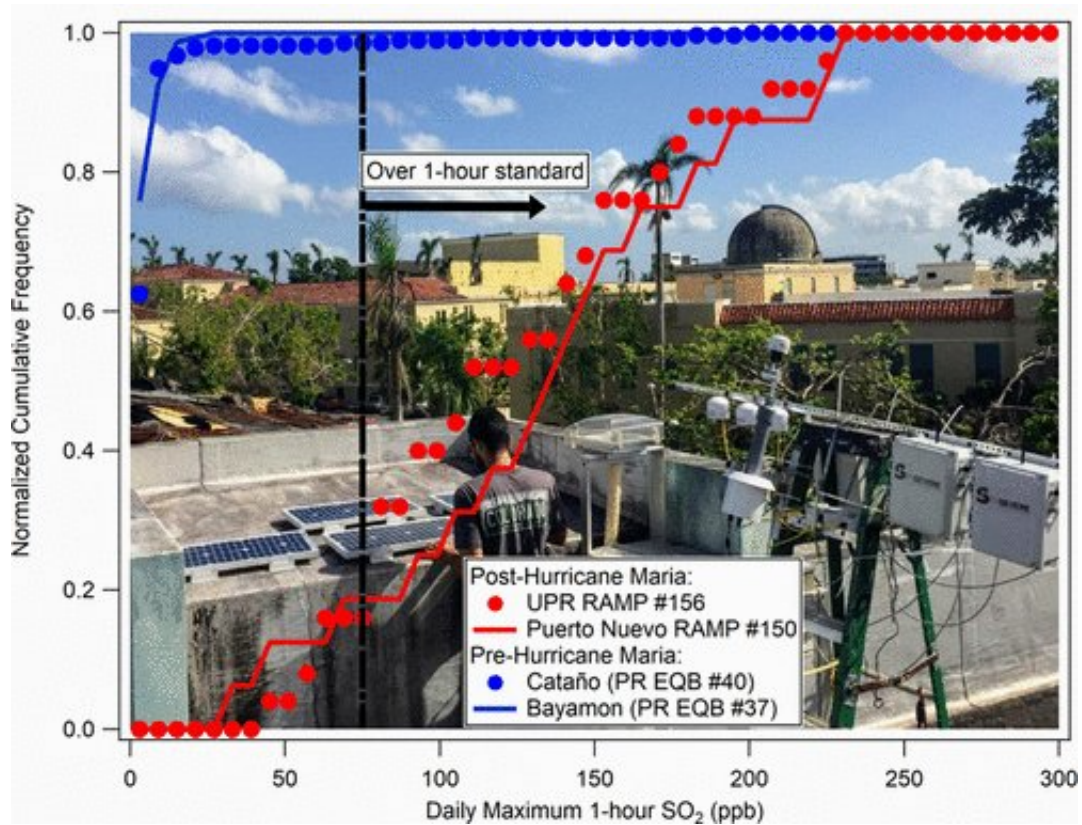 Normalized Cumulative Frequency
1.0
0.8
0.6
0.4
0.2
0.0
Over 1-hour standard
Post-Hurricane Maria:
UPR RAMP #156
Puerto Nuevo RAMP #150
Pre-Hurricane Maria:
Cataño (PR EQB #40)
Bayamon (PR EQB #37)
0
50
100
150
200
250
300
Daily Maximum 1-hour SO₂ (ppb)